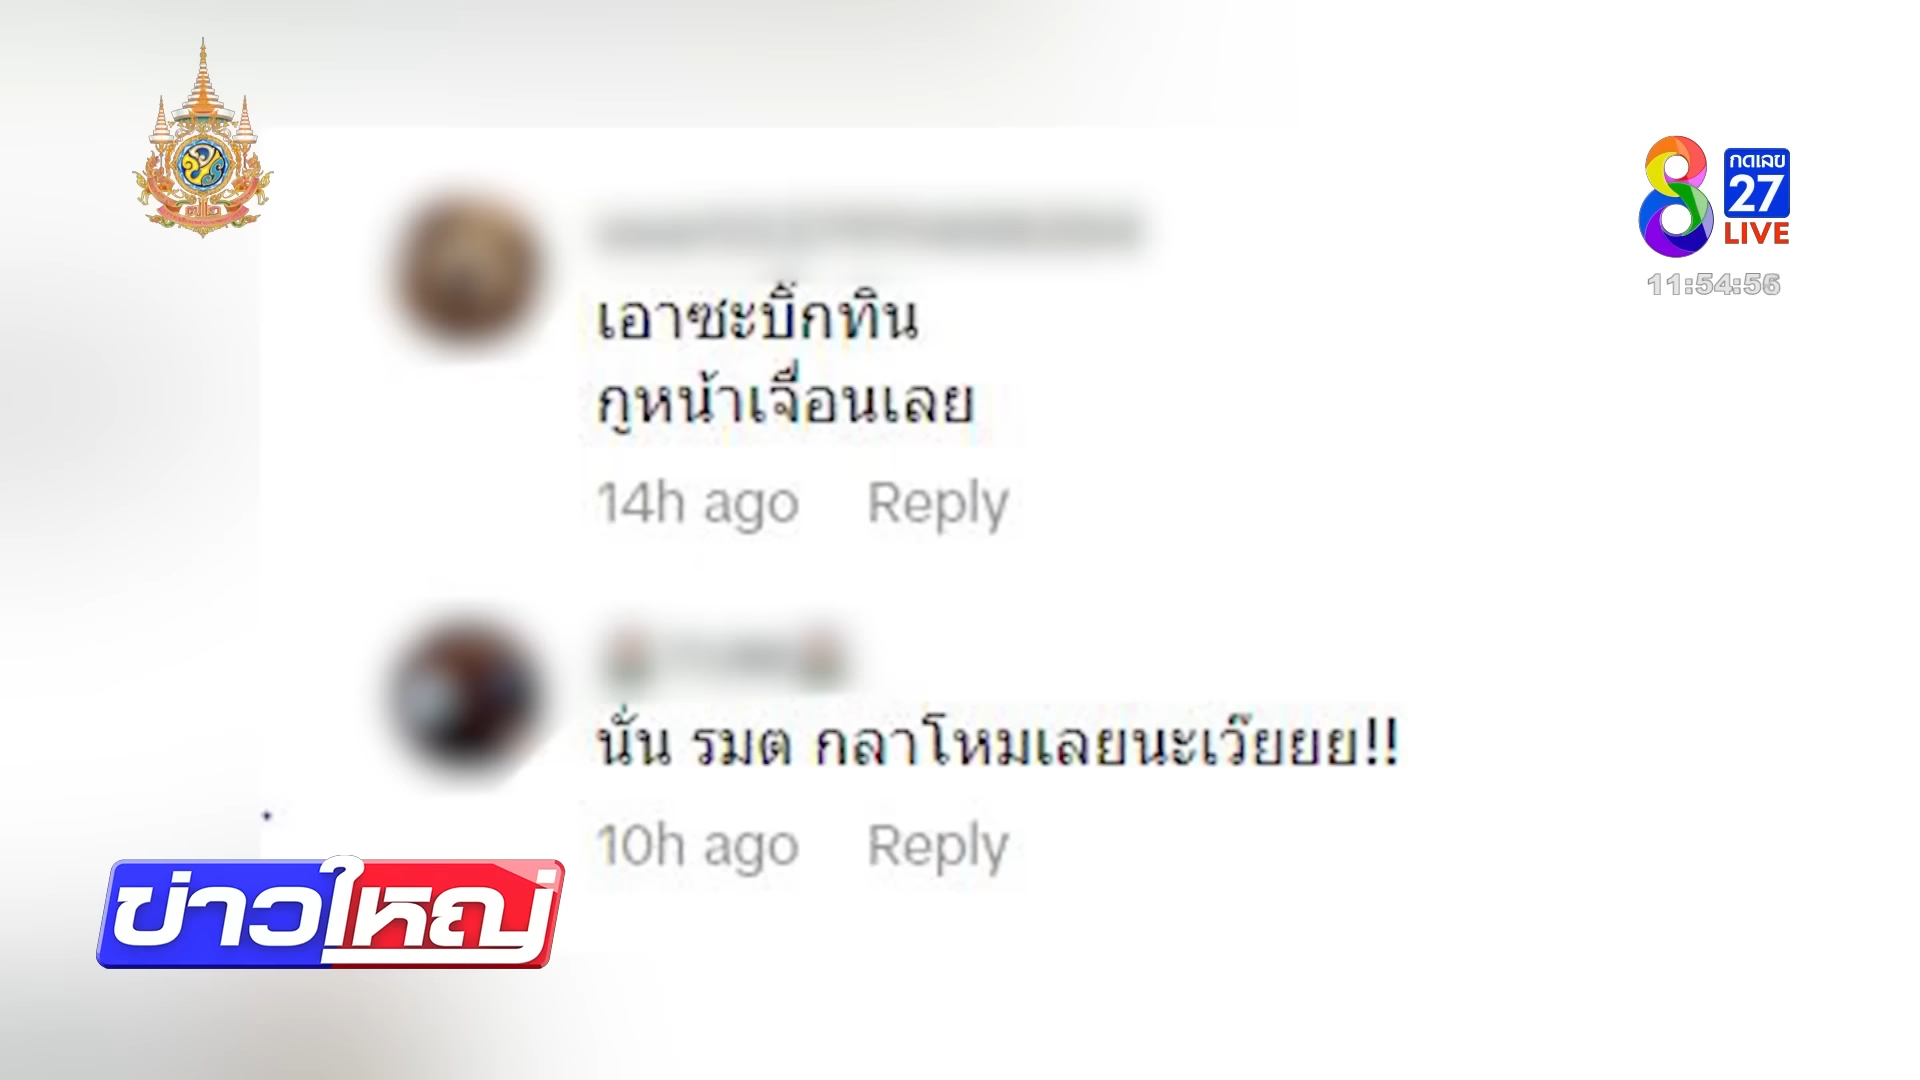 กดเลข
27
LIVE
11:54:56
เอาซะบิ๊กทิน
กูหน้าเจื่อนเลย
14h ago Reply
นั่น รมต กลาโหมเลยนะเว๊ยยย!!
10h ago Reply
ข่าวใหญ่